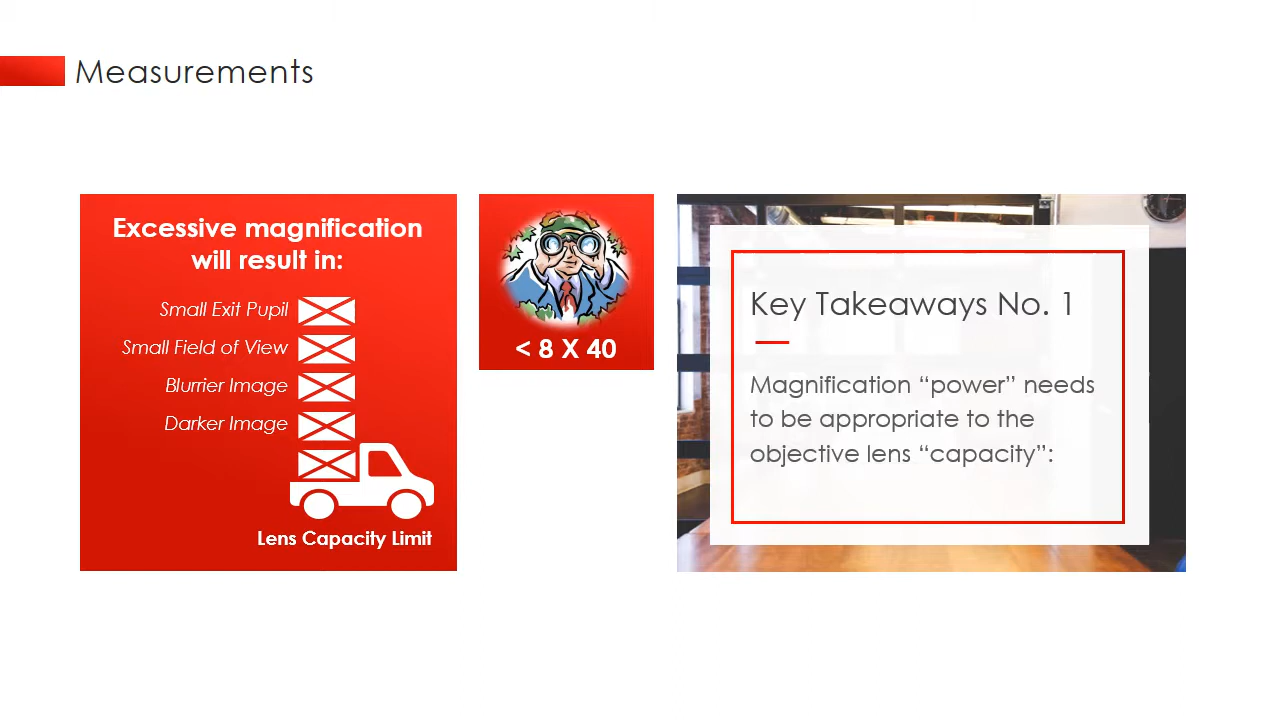 Measurements
Excessive magnification
will result in:
Small Exit Pupil
Small Field of View
Blurrier Image
Darker Image
Lens Capacity Limit
< 8 X 40
Key Takeaways No. 1
Magnification “power” needs
to be appropriate to the
objective lens “capacity”: